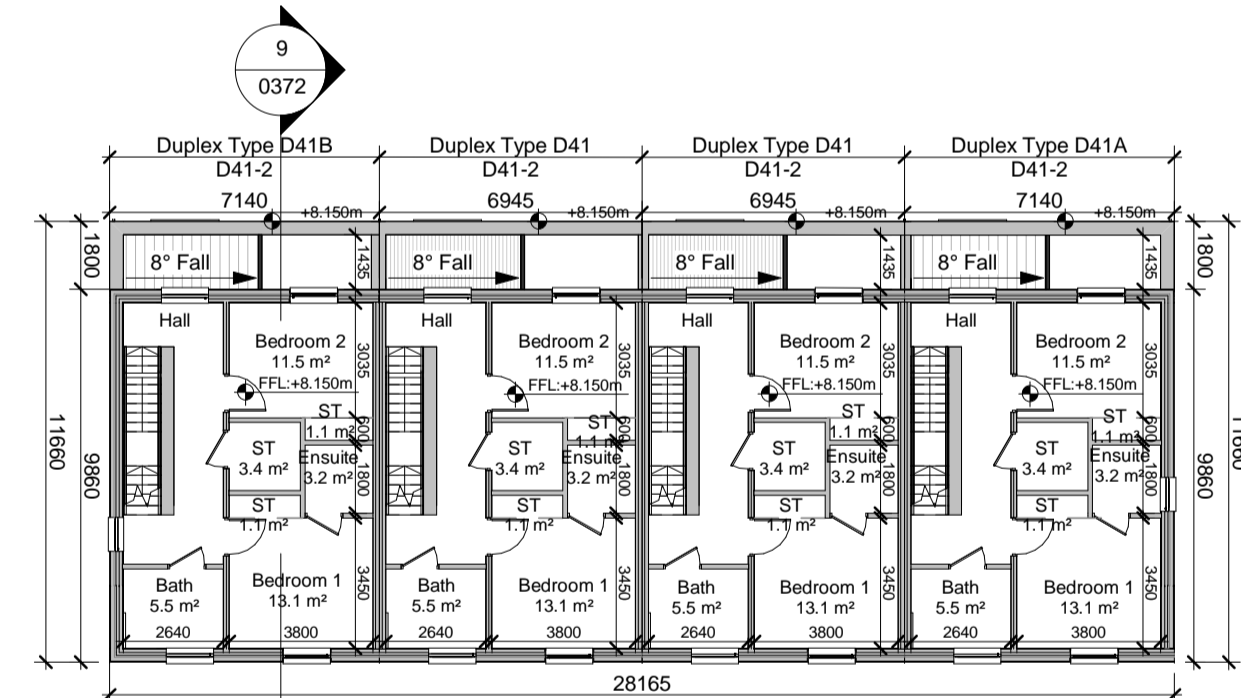 9
0372
Duplex Type D41B
D41-2
7140
Duplex Type D41
D41-2
6945
Duplex Type D41
D41-2
6945
Duplex Type D41A
D41-2
7140
+8.150m
+8.150m
+8.150m
+8.150m
1800
8° Fall
1435
8° Fall
1435
8° Fall
1435
8° Fall
1435
1800
11660
9860
Hall
Bedroom 2
11.5 m²
FFL:+8.150m
3035
ST
1.1 m²
600
ST
3.4 m²
Ensuite
3.2 m²
1800
ST
1.1 m²
Bath
5.5 m²
Bedroom 1
13.1 m²
3450
2640
3800
Hall
Bedroom 2
11.5 m²
FFL:+8.150m
3035
ST
1.1 m²
600
ST
3.4 m²
Ensuite
3.2 m²
1800
ST
1.1 m²
Bath
5.5 m²
Bedroom 1
13.1 m²
3450
2640
3800
Hall
Bedroom 2
11.5 m²
FFL:+8.150m
3035
ST
1.1 m²
600
ST
3.4 m²
Ensuite
3.2 m²
1800
ST
1.1 m²
Bath
5.5 m²
Bedroom 1
13.1 m²
3450
2640
3800
Hall
Bedroom 2
11.5 m²
FFL:+8.150m
3035
ST
1.1 m²
600
ST
3.4 m²
Ensuite
3.2 m²
1800
ST
1.1 m²
Bath
5.5 m²
Bedroom 1
13.1 m²
3450
2640
3800
9860
28165